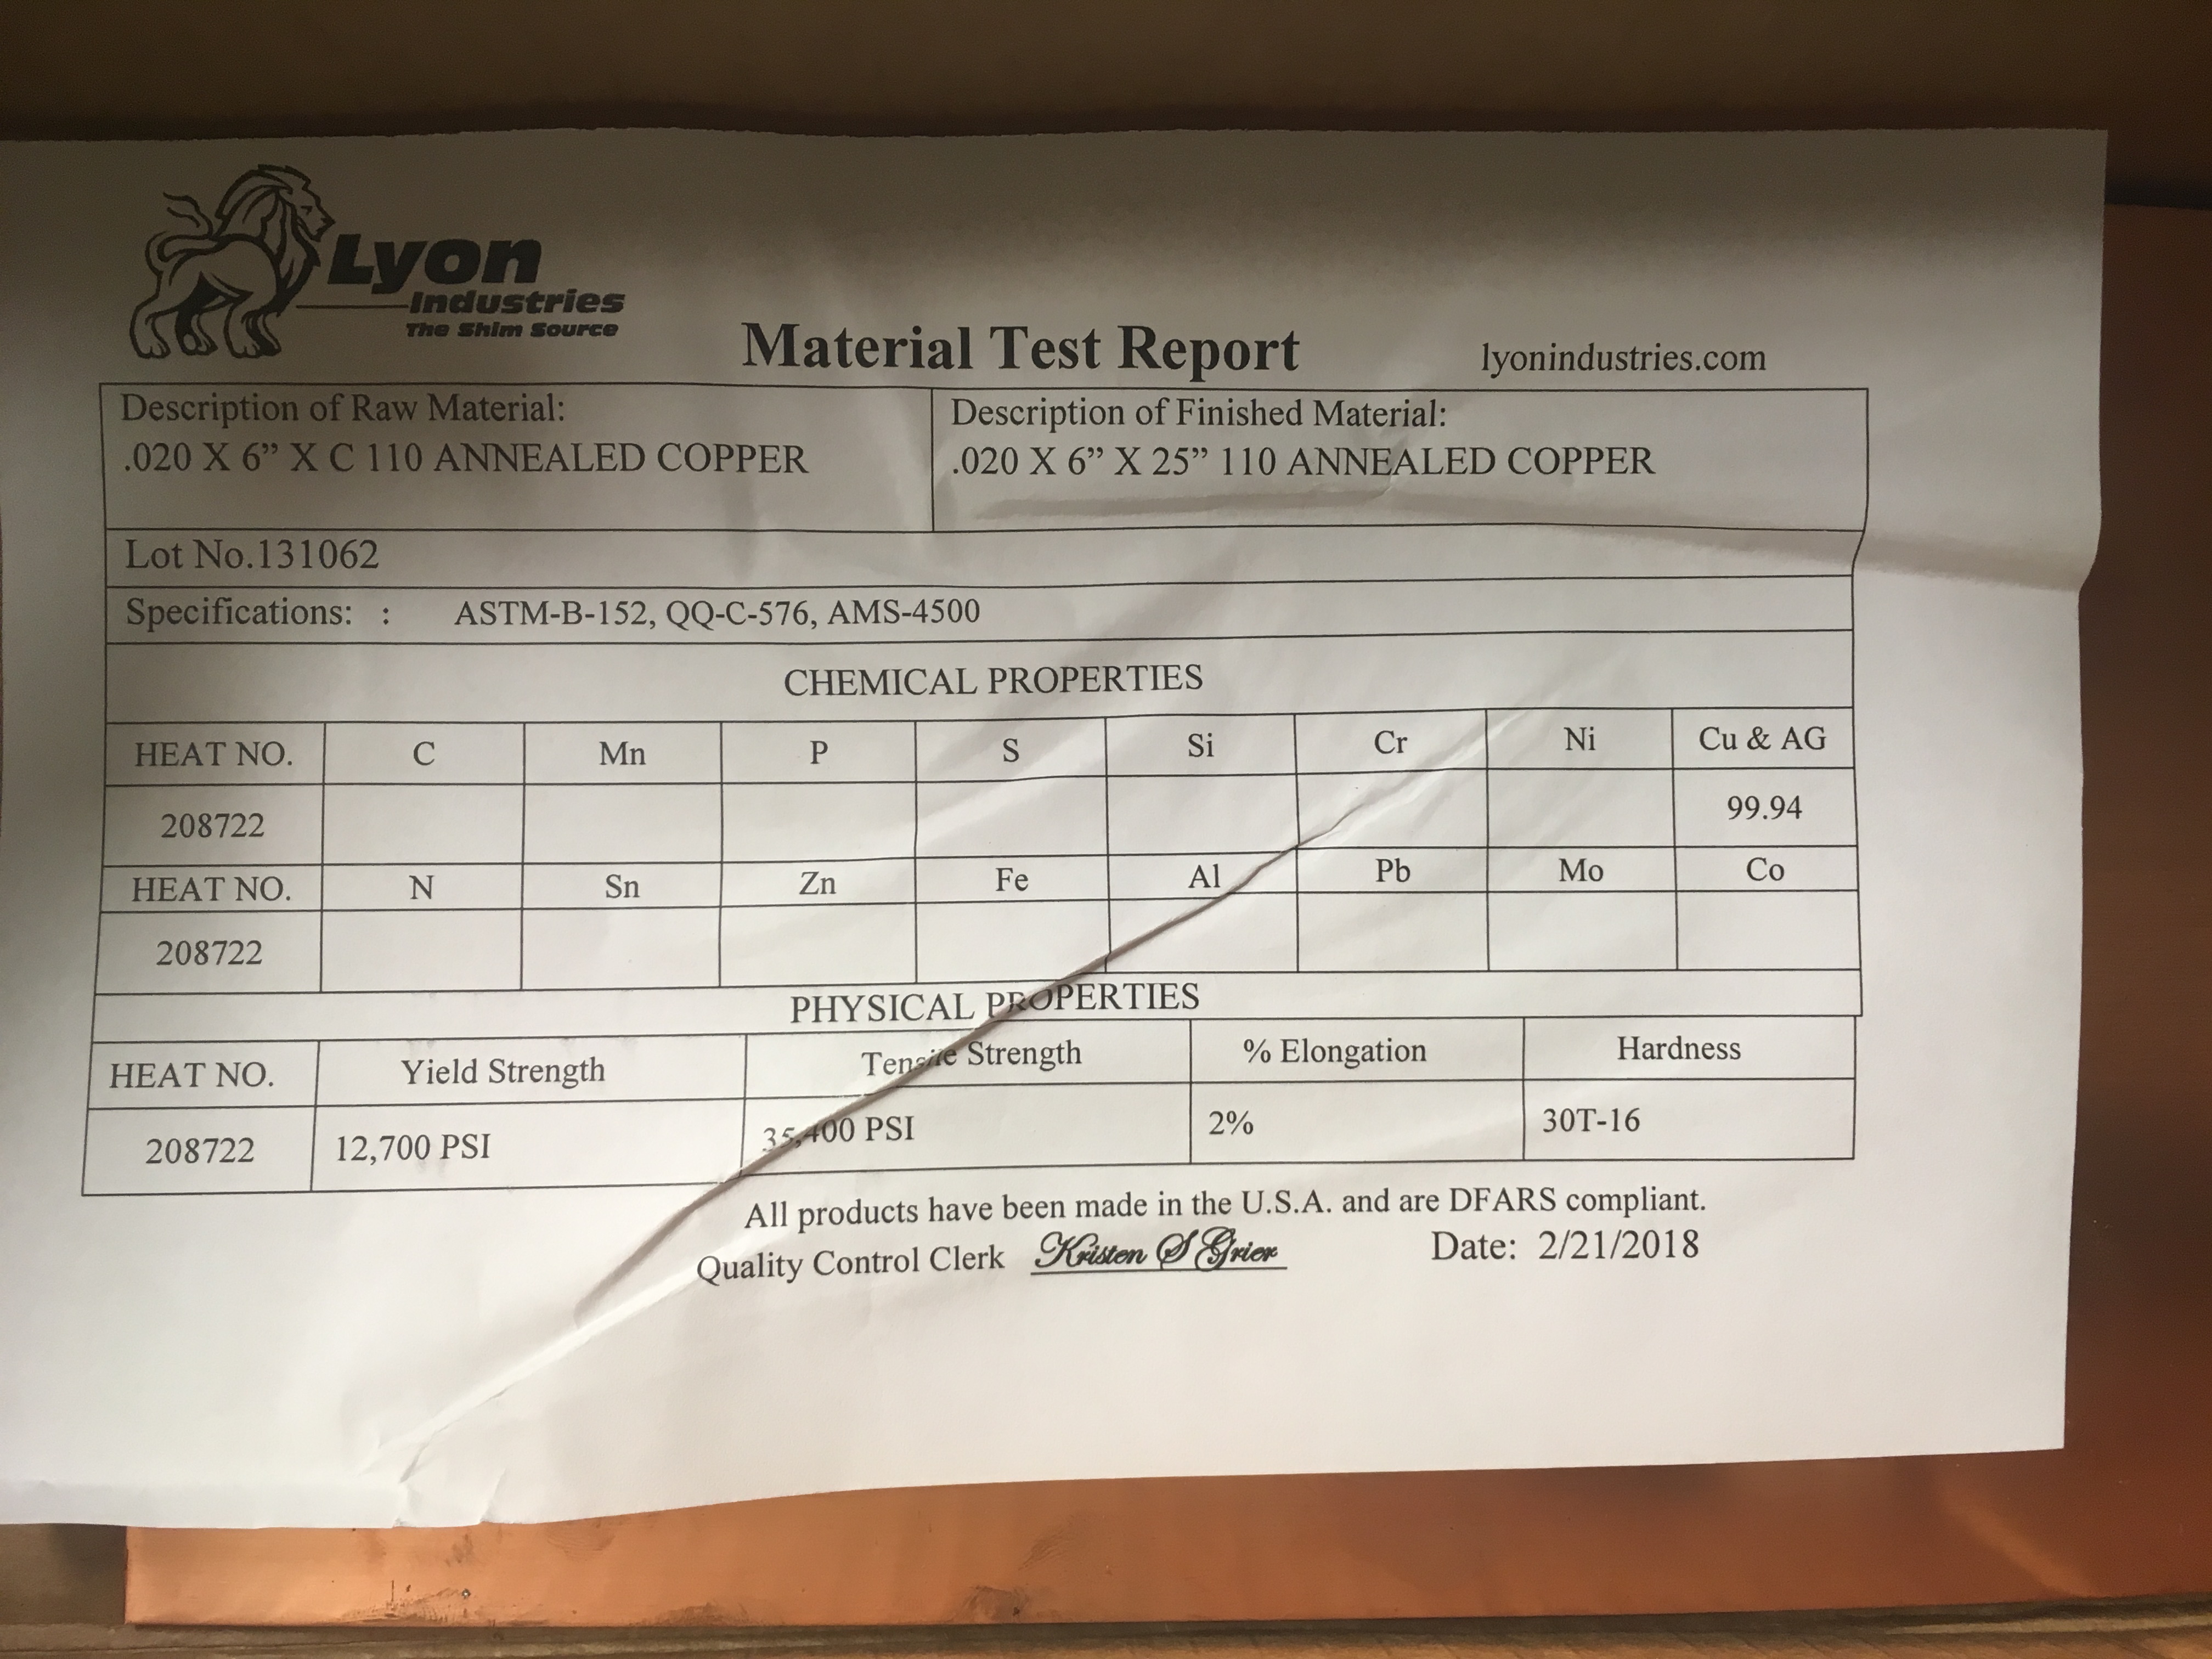 Lyon
Industries
The Shim Source
Material Test Report
lyonindustries.com
Description of Raw Material:
.020 X 6” X C 110 ANNEALED COPPER
Description of Finished Material:
.020 X 6” X 25” 110 ANNEALED COPPER
Lot No.131062
Specifications: : ASTM-B-152, QQ-C-576, AMS-4500
CHEMICAL PROPERTIES
HEAT NO. C Mn P S Si Cr Ni Cu & AG
208722 99.94
HEAT NO. N Sn Zn Fe Al Pb Mo Co
208722
PHYSICAL PROPERTIES
HEAT NO. Yield Strength Tensile Strength % Elongation Hardness
208722 12,700 PSI 35,400 PSI 2% 30T-16
All products have been made in the U.S.A. and are DFARS compliant.
Quality Control Clerk Kristen S Grier Date: 2/21/2018